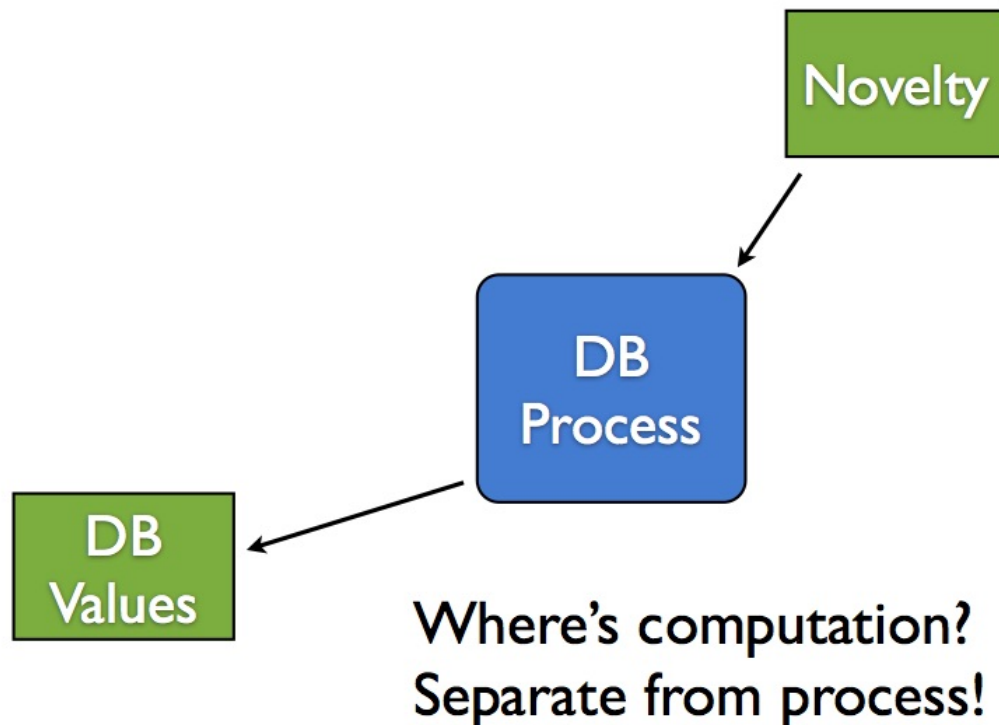 Novelty
DB
Process
DB
Values
Where's computation?
Separate from process!